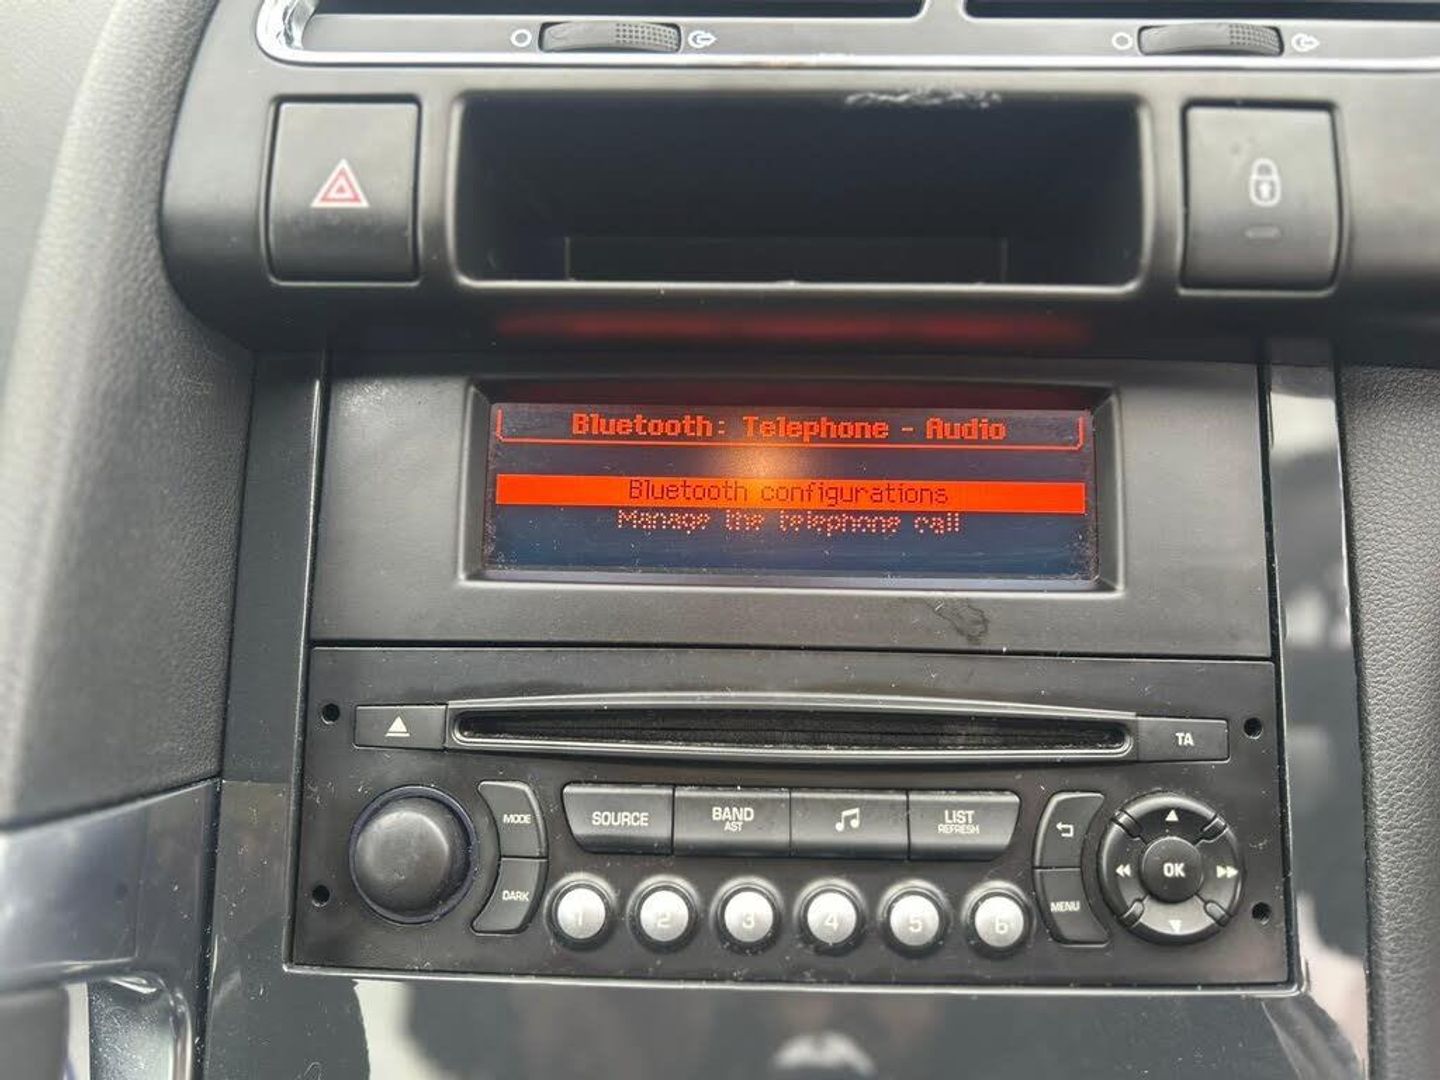 Bluetooth: Telephone - Audio
Bluetooth configurations
Manage the telephone call
TA
MODE
SOURCE
BAND
AST
LIST
REFRESH
OK
DARK
MENU
1 2 3 4 5 6